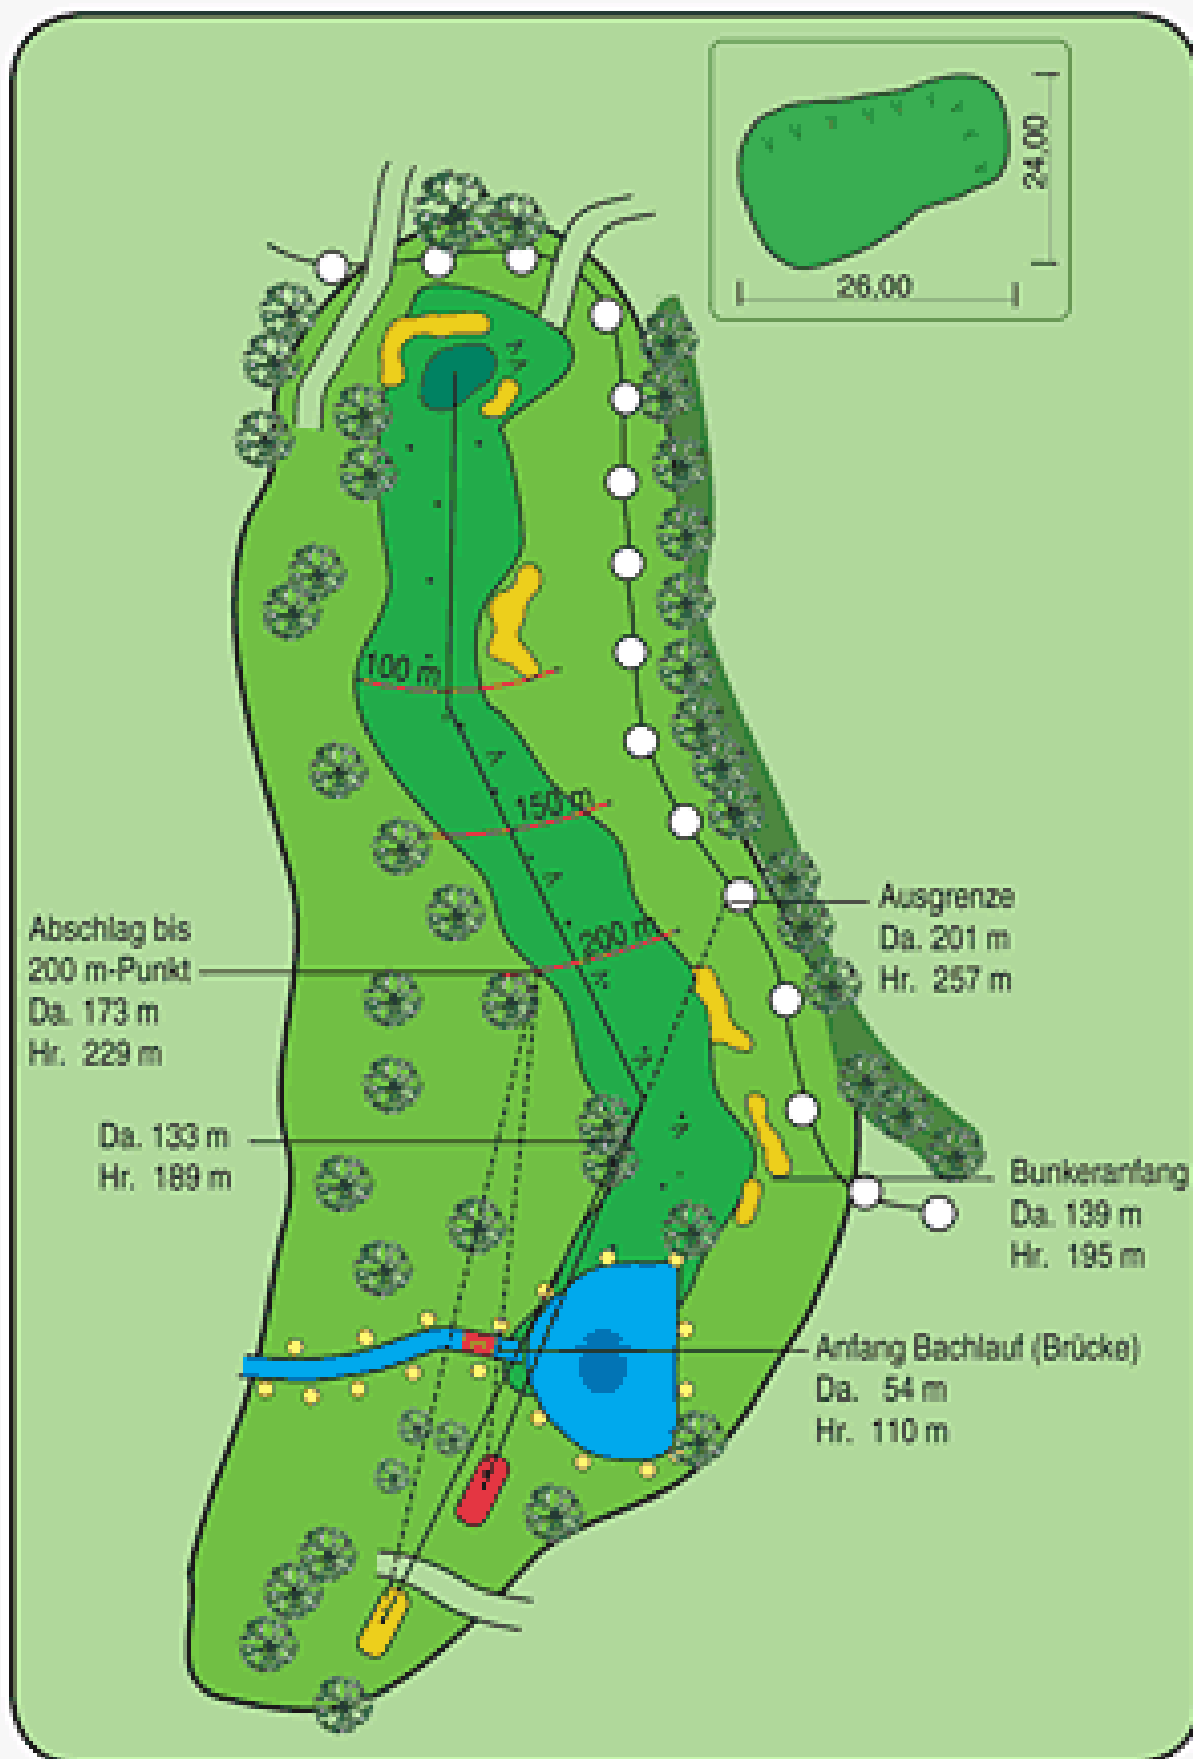 24.00
26.00
100 m
150 m
200 m
Ausgrenze
Da. 201 m
Hr. 257 m
Abschlag bis
200 m-Punkt
Da. 173 m
Hr. 229 m
Da. 133 m
Hr. 189 m
Bunkeranfang
Da. 139 m
Hr. 195 m
Anfang Bachlauf (Brücke)
Da. 54 m
Hr. 110 m